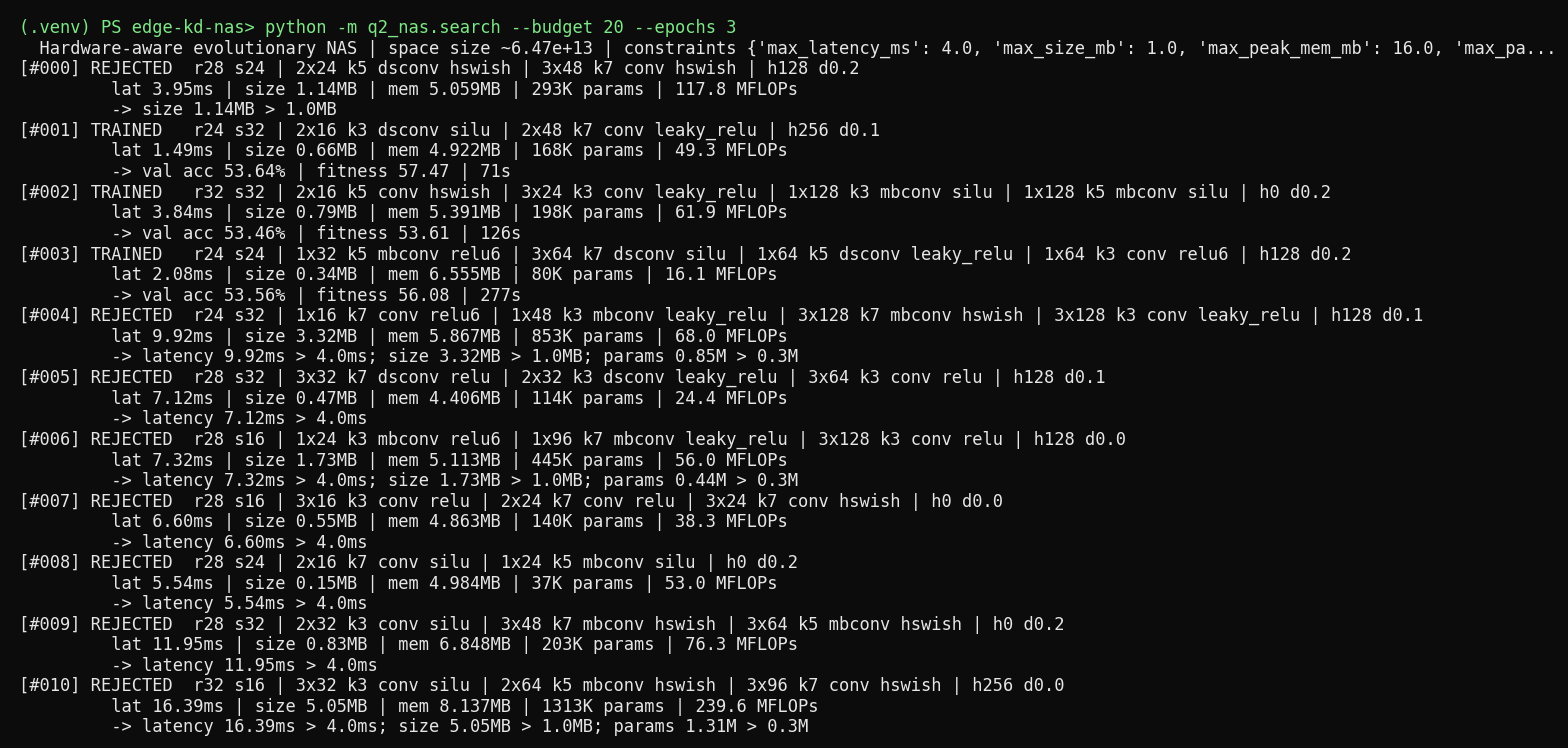 (.venv) PS edge-kd-nas> python -m q2_nas.search --budget 20 --epochs 3
Hardware-aware evolutionary NAS | space size ~6.47e+13 | constraints {'max_latency_ms': 4.0, 'max_size_mb': 1.0, 'max_peak_mem_mb': 16.0, 'max_pa...
[#000] REJECTED  r28 s24 | 2x24 k5 dsconv hswish | 3x48 k7 conv hswish | h128 d0.2
lat 3.95ms | size 1.14MB | mem 5.059MB | 293K params | 117.8 MFLOPs
-> size 1.14MB > 1.0MB
[#001] TRAINED   r24 s32 | 2x16 k3 dsconv silu | 2x48 k7 conv leaky_relu | h256 d0.1
lat 1.49ms | size 0.66MB | mem 4.922MB | 168K params | 49.3 MFLOPs
-> val acc 53.64% | fitness 57.47 | 71s
[#002] TRAINED   r32 s32 | 2x16 k5 conv hswish | 3x24 k3 conv leaky_relu | 1x128 k3 mbconv silu | 1x128 k5 mbconv silu | h0 d0.2
lat 3.84ms | size 0.79MB | mem 5.391MB | 198K params | 61.9 MFLOPs
-> val acc 53.46% | fitness 53.61 | 126s
[#003] TRAINED   r24 s24 | 1x32 k5 mbconv relu6 | 3x64 k7 dsconv silu | 1x64 k5 dsconv leaky_relu | 1x64 k3 conv relu6 | h128 d0.2
lat 2.08ms | size 0.34MB | mem 6.555MB | 80K params | 16.1 MFLOPs
-> val acc 53.56% | fitness 56.08 | 277s
[#004] REJECTED  r24 s32 | 1x16 k7 conv relu6 | 1x48 k3 mbconv leaky_relu | 3x128 k7 mbconv hswish | 3x128 k3 conv leaky_relu | h128 d0.1
lat 9.92ms | size 3.32MB | mem 5.867MB | 853K params | 68.0 MFLOPs
-> latency 9.92ms > 4.0ms; size 3.32MB > 1.0MB; params 0.85M > 0.3M
[#005] REJECTED  r28 s32 | 3x32 k7 dsconv relu | 2x32 k3 dsconv leaky_relu | 3x64 k3 conv relu | h128 d0.1
lat 7.12ms | size 0.47MB | mem 4.406MB | 114K params | 24.4 MFLOPs
-> latency 7.12ms > 4.0ms
[#006] REJECTED  r28 s16 | 1x24 k3 mbconv relu6 | 1x96 k7 mbconv leaky_relu | 3x128 k3 conv relu | h128 d0.0
lat 7.32ms | size 1.73MB | mem 5.113MB | 445K params | 56.0 MFLOPs
-> latency 7.32ms > 4.0ms; size 1.73MB > 1.0MB; params 0.44M > 0.3M
[#007] REJECTED  r28 s16 | 3x16 k3 conv relu | 2x24 k7 conv relu | 3x24 k7 conv hswish | h0 d0.0
lat 6.60ms | size 0.55MB | mem 4.863MB | 140K params | 38.3 MFLOPs
-> latency 6.60ms > 4.0ms
[#008] REJECTED  r28 s24 | 2x16 k7 conv silu | 1x24 k5 mbconv silu | h0 d0.2
lat 5.54ms | size 0.15MB | mem 4.984MB | 37K params | 53.0 MFLOPs
-> latency 5.54ms > 4.0ms
[#009] REJECTED  r28 s32 | 2x32 k3 conv silu | 3x48 k7 mbconv hswish | 3x64 k5 mbconv hswish | h0 d0.2
lat 11.95ms | size 0.83MB | mem 6.848MB | 203K params | 76.3 MFLOPs
-> latency 11.95ms > 4.0ms
[#010] REJECTED  r32 s16 | 3x32 k3 conv silu | 2x64 k5 mbconv hswish | 3x96 k7 conv hswish | h256 d0.0
lat 16.39ms | size 5.05MB | mem 8.137MB | 1313K params | 239.6 MFLOPs
-> latency 16.39ms > 4.0ms; size 5.05MB > 1.0MB; params 1.31M > 0.3M